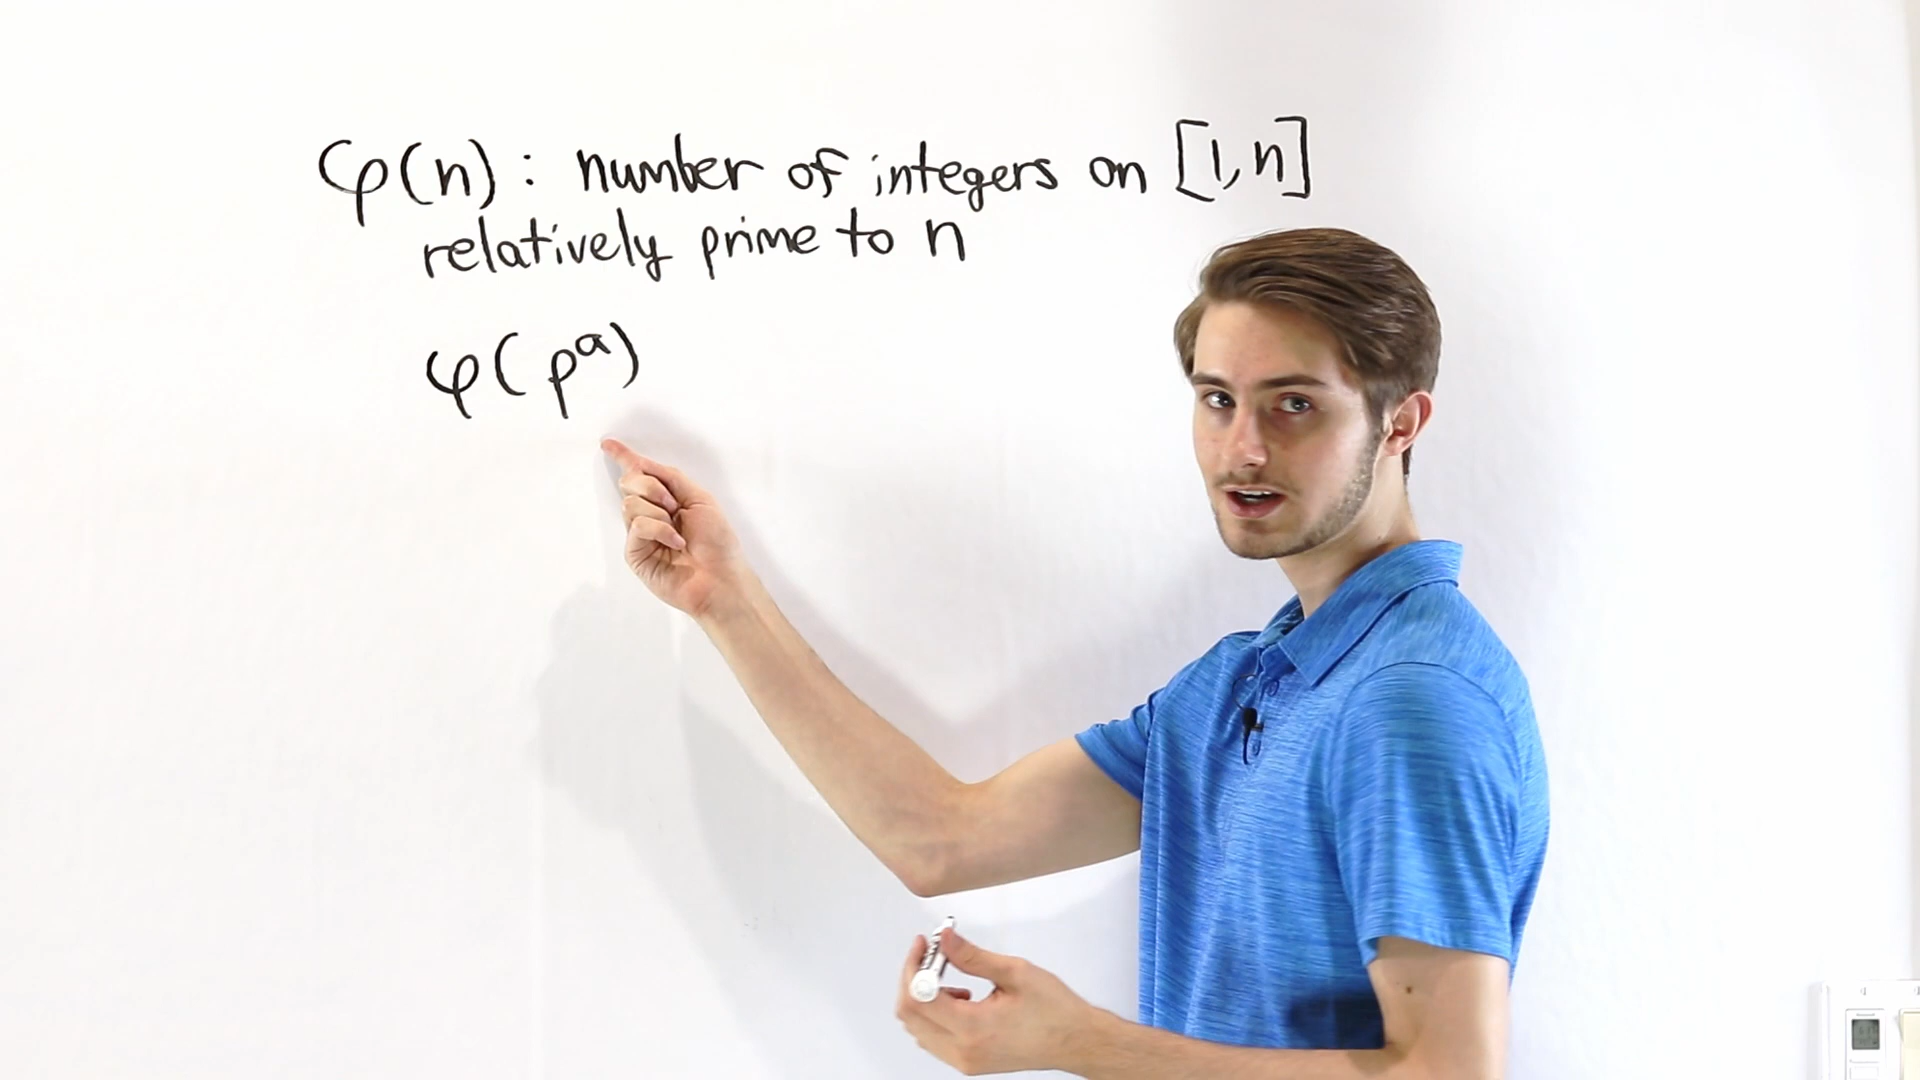 φ(n) : number of integers on [1,n]
relatively prime to n
φ(pᵃ)